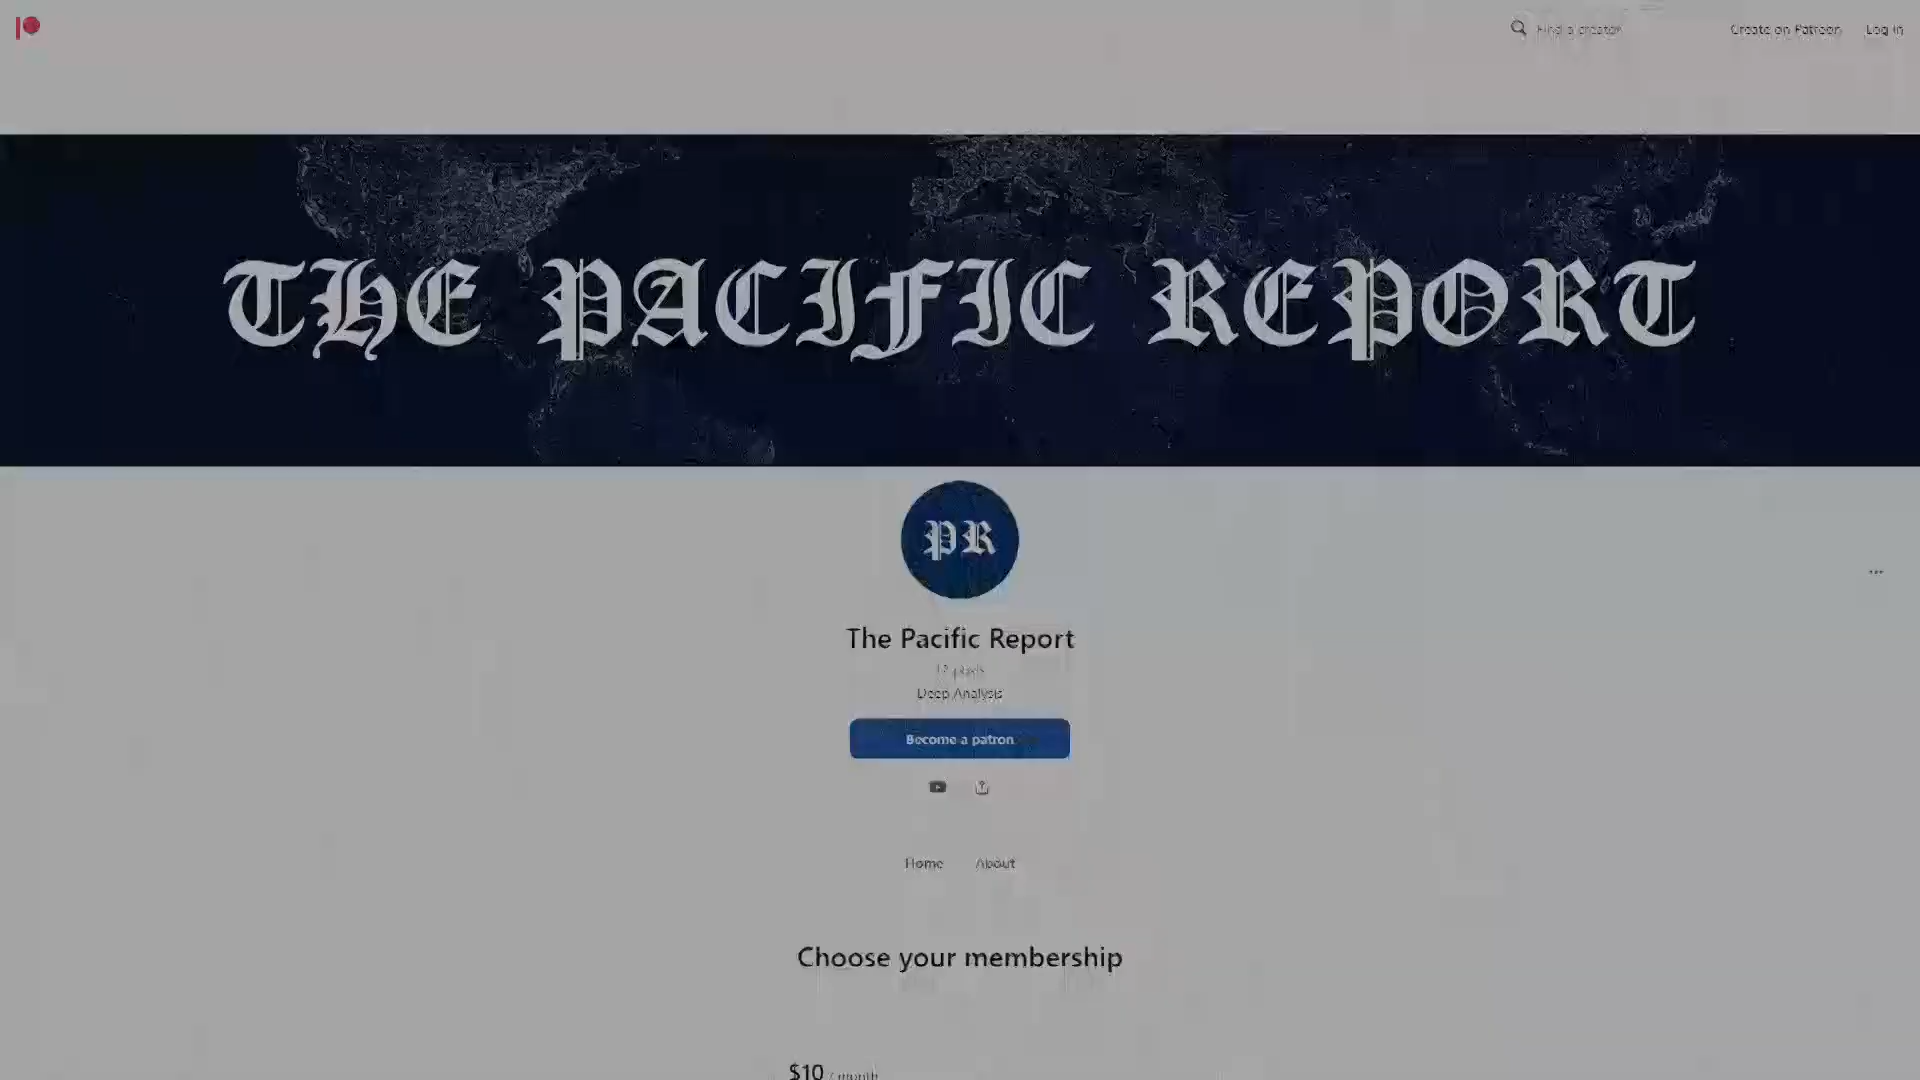 Find a creator
Create on Patreon
Log in
THE PACIFIC REPORT
PR
The Pacific Report
Deep Analysis
Become a patron
Home
About
Choose your membership
$10 / month